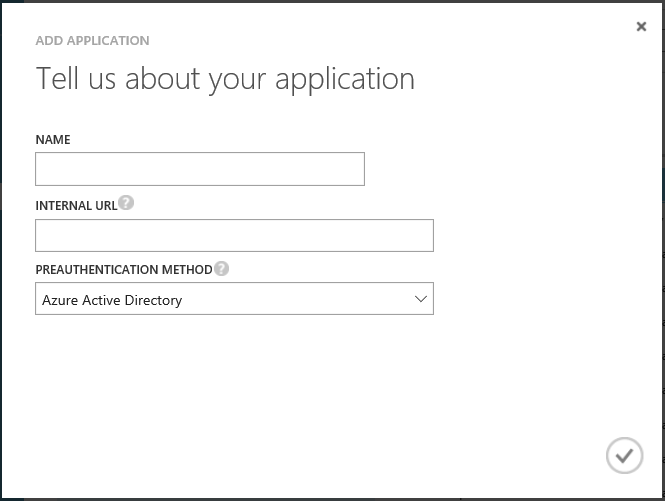 ADD APPLICATION
Tell us about your application
NAME
INTERNAL URL ?
PREAUTHENTICATION METHOD ?
Azure Active Directory